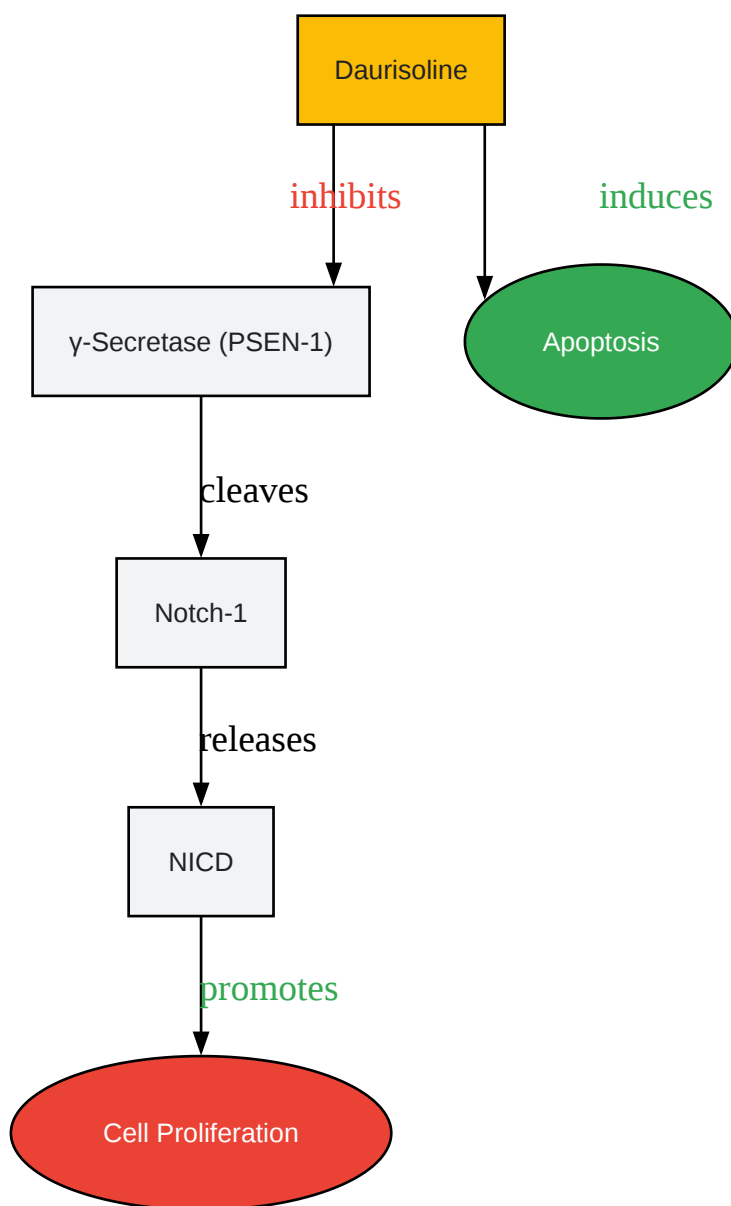 Daurisoline
inhibits
induces
γ-Secretase (PSEN-1)
Apoptosis
cleaves
Notch-1
releases
NICD
promotes
Cell Proliferation